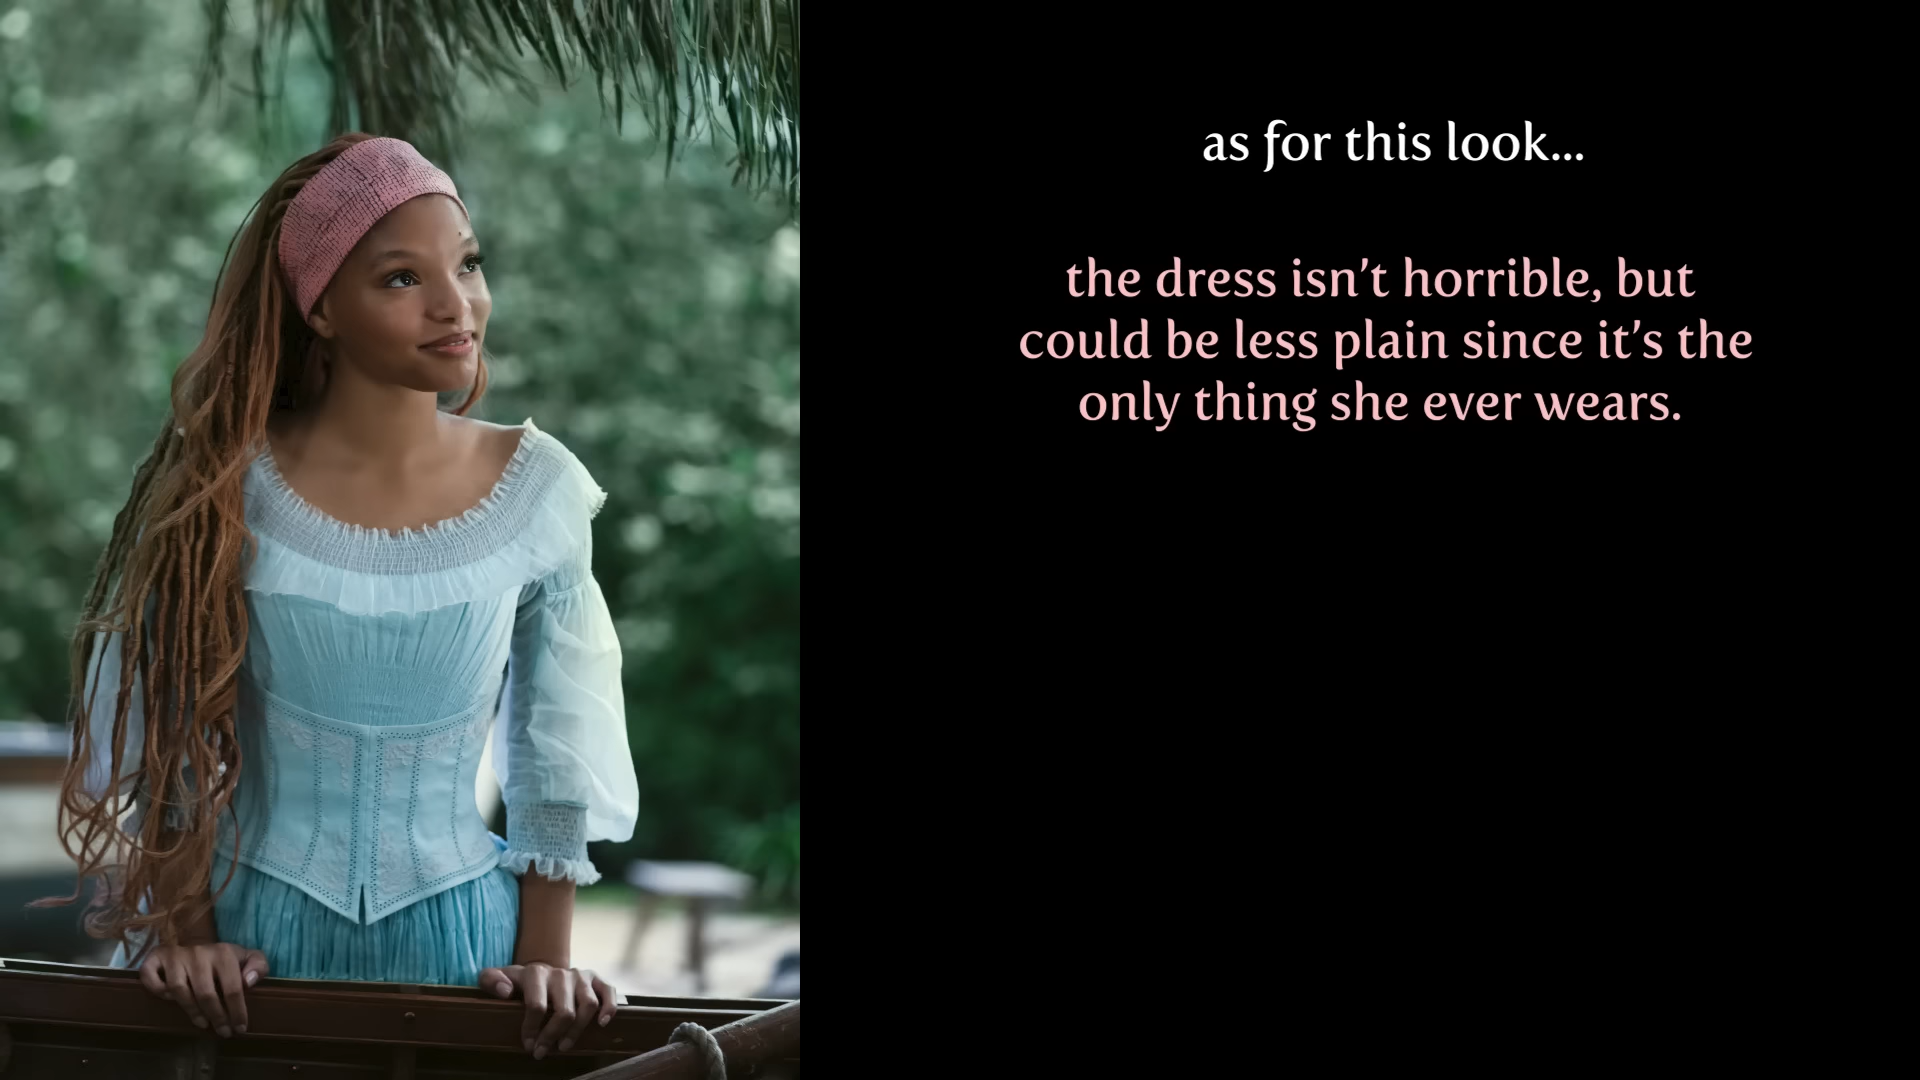 as for this look...
the dress isn't horrible, but
could be less plain since it's the
only thing she ever wears.